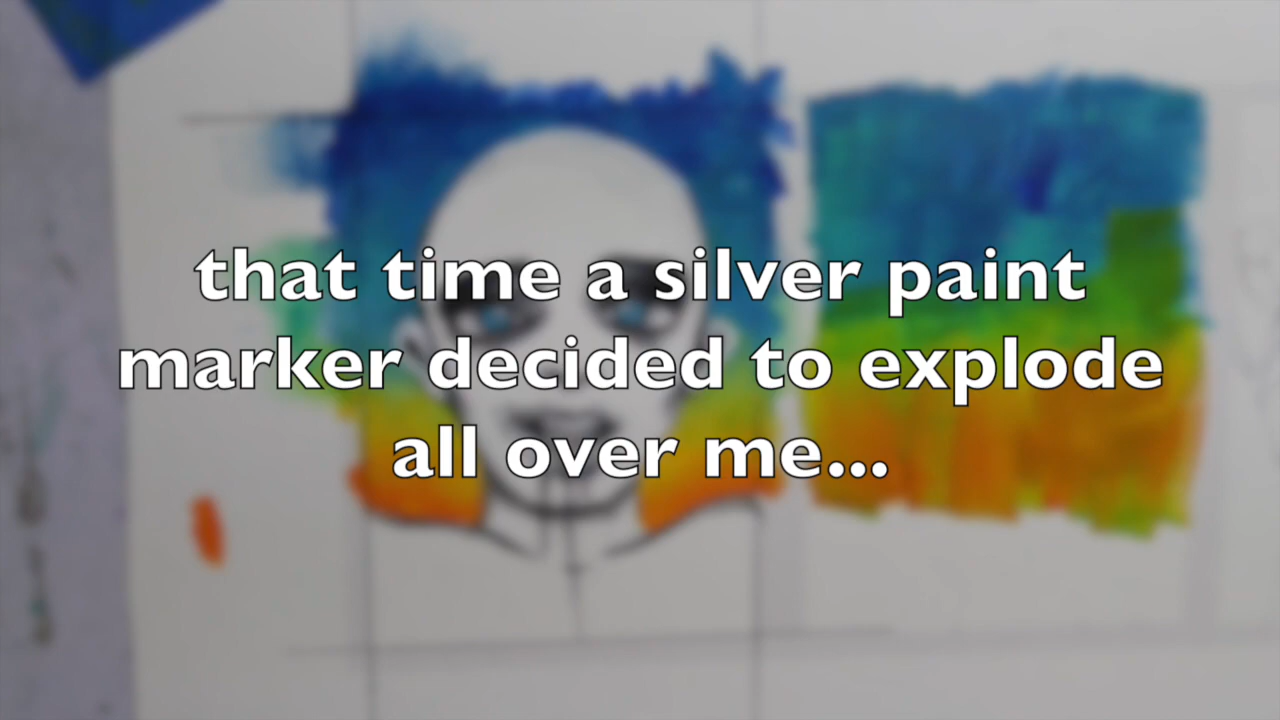 that time a silver paint
marker decided to explode
all over me...